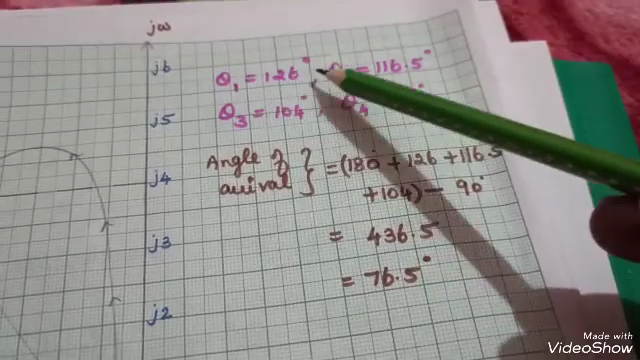 jω
j6
θ₁ = 126° , = 116.5°
j5
θ₃ = 104° , θ₄
Angle of } = (180° + 126 + 116.5
j4
arrival + 104) - 90°
j3
= 436.5
= 76.5°
j2
Made with
VideoShow